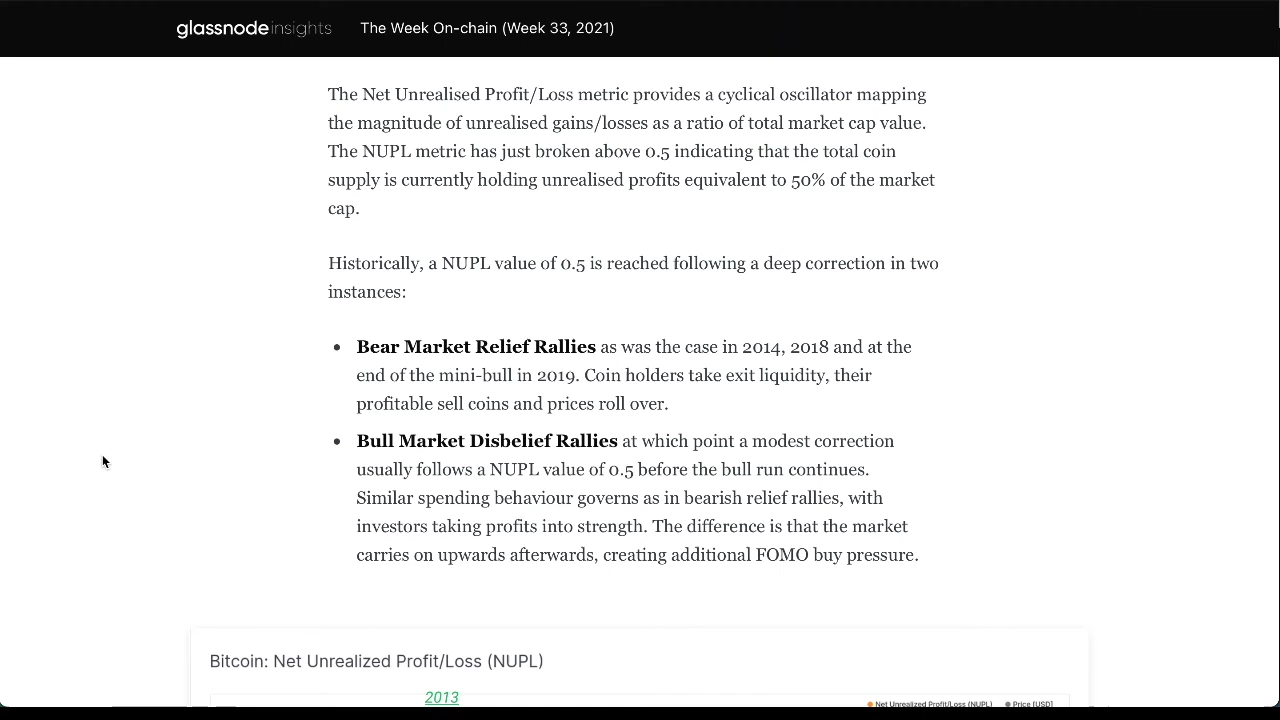 glassnode insights The Week On-chain (Week 33, 2021)
The Net Unrealised Profit/Loss metric provides a cyclical oscillator mapping
the magnitude of unrealised gains/losses as a ratio of total market cap value.
The NUPL metric has just broken above 0.5 indicating that the total coin
supply is currently holding unrealised profits equivalent to 50% of the market
cap.
Historically, a NUPL value of 0.5 is reached following a deep correction in two
instances:
• Bear Market Relief Rallies as was the case in 2014, 2018 and at the
end of the mini-bull in 2019. Coin holders take exit liquidity, their
profitable sell coins and prices roll over.
• Bull Market Disbelief Rallies at which point a modest correction
usually follows a NUPL value of 0.5 before the bull run continues.
Similar spending behaviour governs as in bearish relief rallies, with
investors taking profits into strength. The difference is that the market
carries on upwards afterwards, creating additional FOMO buy pressure.
Bitcoin: Net Unrealized Profit/Loss (NUPL)
2013
Net Unrealized Profit/Loss (NUPL) Price [USD]